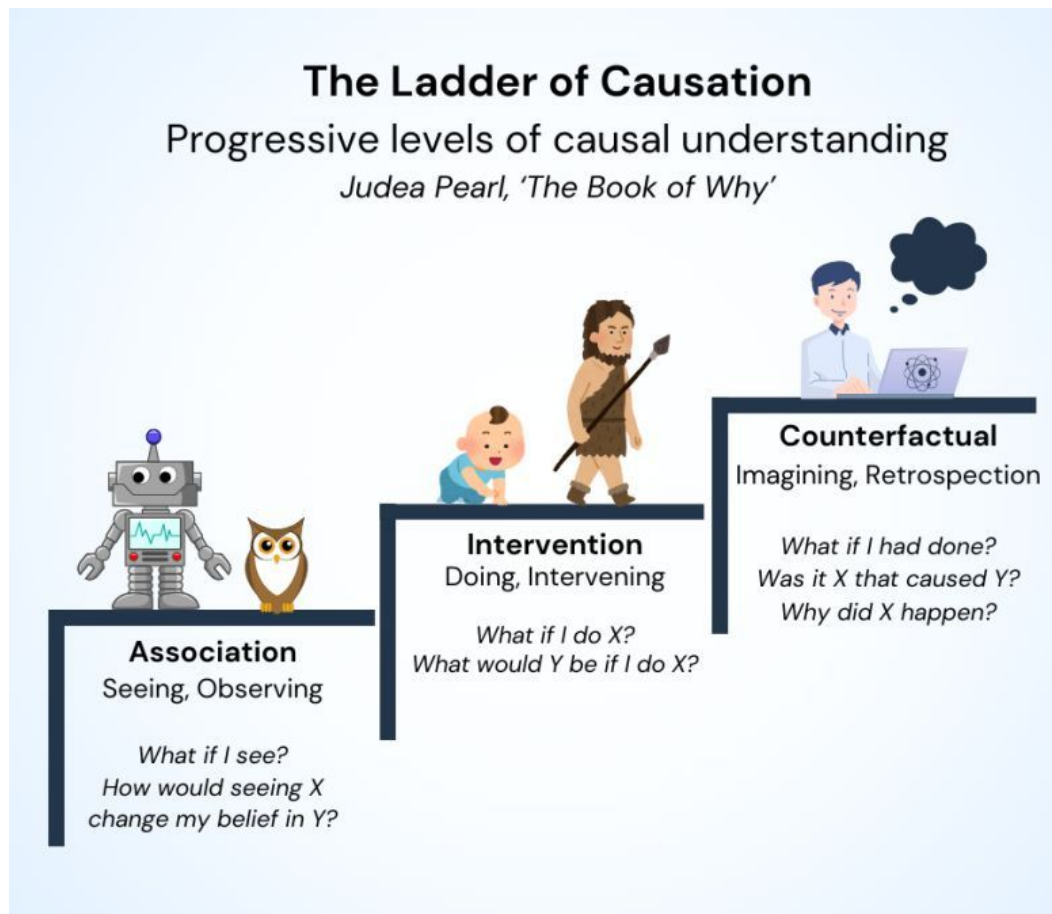 The Ladder of Causation
Progressive levels of causal understanding
Judea Pearl, ‘The Book of Why’
Association
Seeing, Observing
What if I see?
How would seeing X
change my belief in Y?
Intervention
Doing, Intervening
What if I do X?
What would Y be if I do X?
Counterfactual
Imagining, Retrospection
What if I had done?
Was it X that caused Y?
Why did X happen?